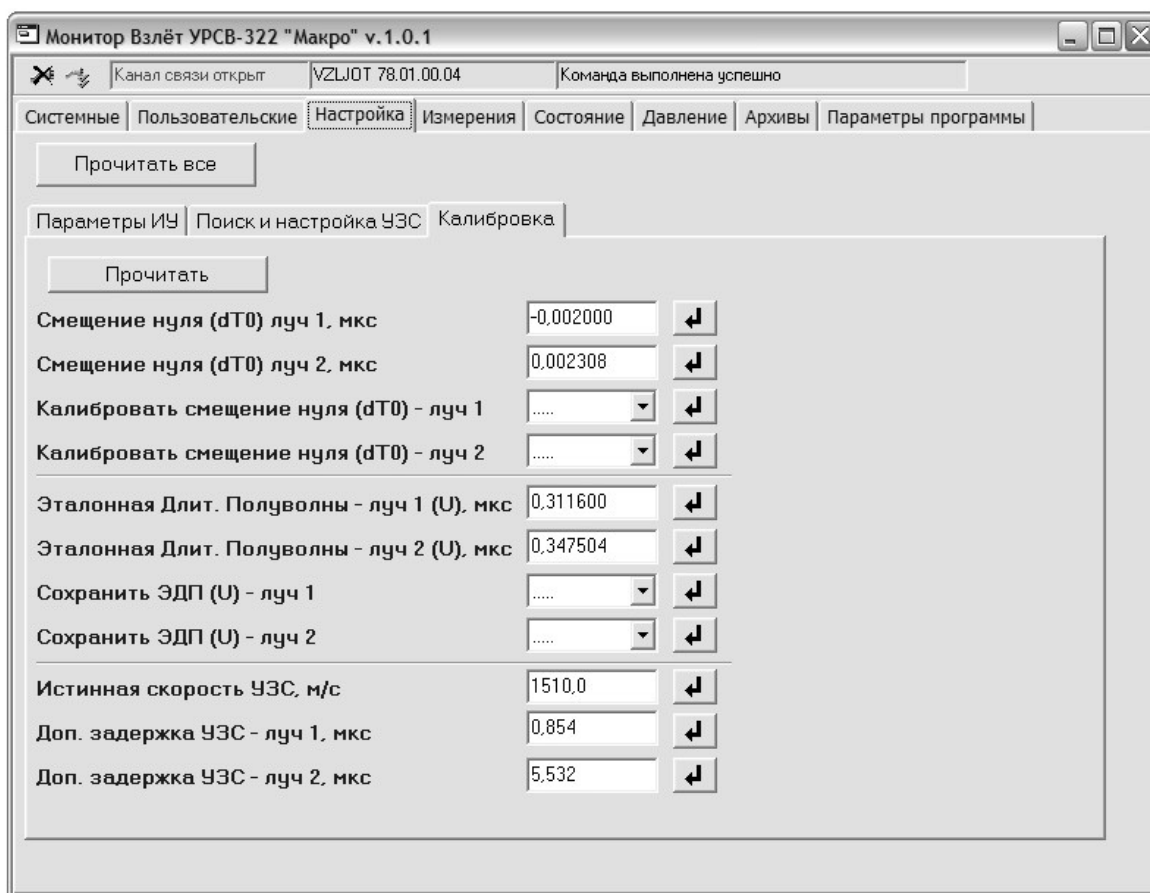 Монитор Взлёт УРСВ-322 "Макро" v.1.0.1
Канал связи открыт VZLJOT 78.01.00.04 Команда выполнена успешно
Системные Пользовательские Настройка Измерения Состояние Давление Архивы Параметры программы
Прочитать все
Параметры ИУ Поиск и настройка УЗС Калибровка
Прочитать
Смещение нуля (dT0) луч 1, мкс -0,002000
Смещение нуля (dT0) луч 2, мкс 0,002308
Калибровать смещение нуля (dT0) - луч 1 .....
Калибровать смещение нуля (dT0) - луч 2 .....
Эталонная Длит. Полуволны - луч 1 (U), мкс 0,311600
Эталонная Длит. Полуволны - луч 2 (U), мкс 0,347504
Сохранить ЭДП (U) - луч 1 .....
Сохранить ЭДП (U) - луч 2 .....
Истинная скорость УЗС, м/с 1510,0
Доп. задержка УЗС - луч 1, мкс 0,854
Доп. задержка УЗС - луч 2, мкс 5,532